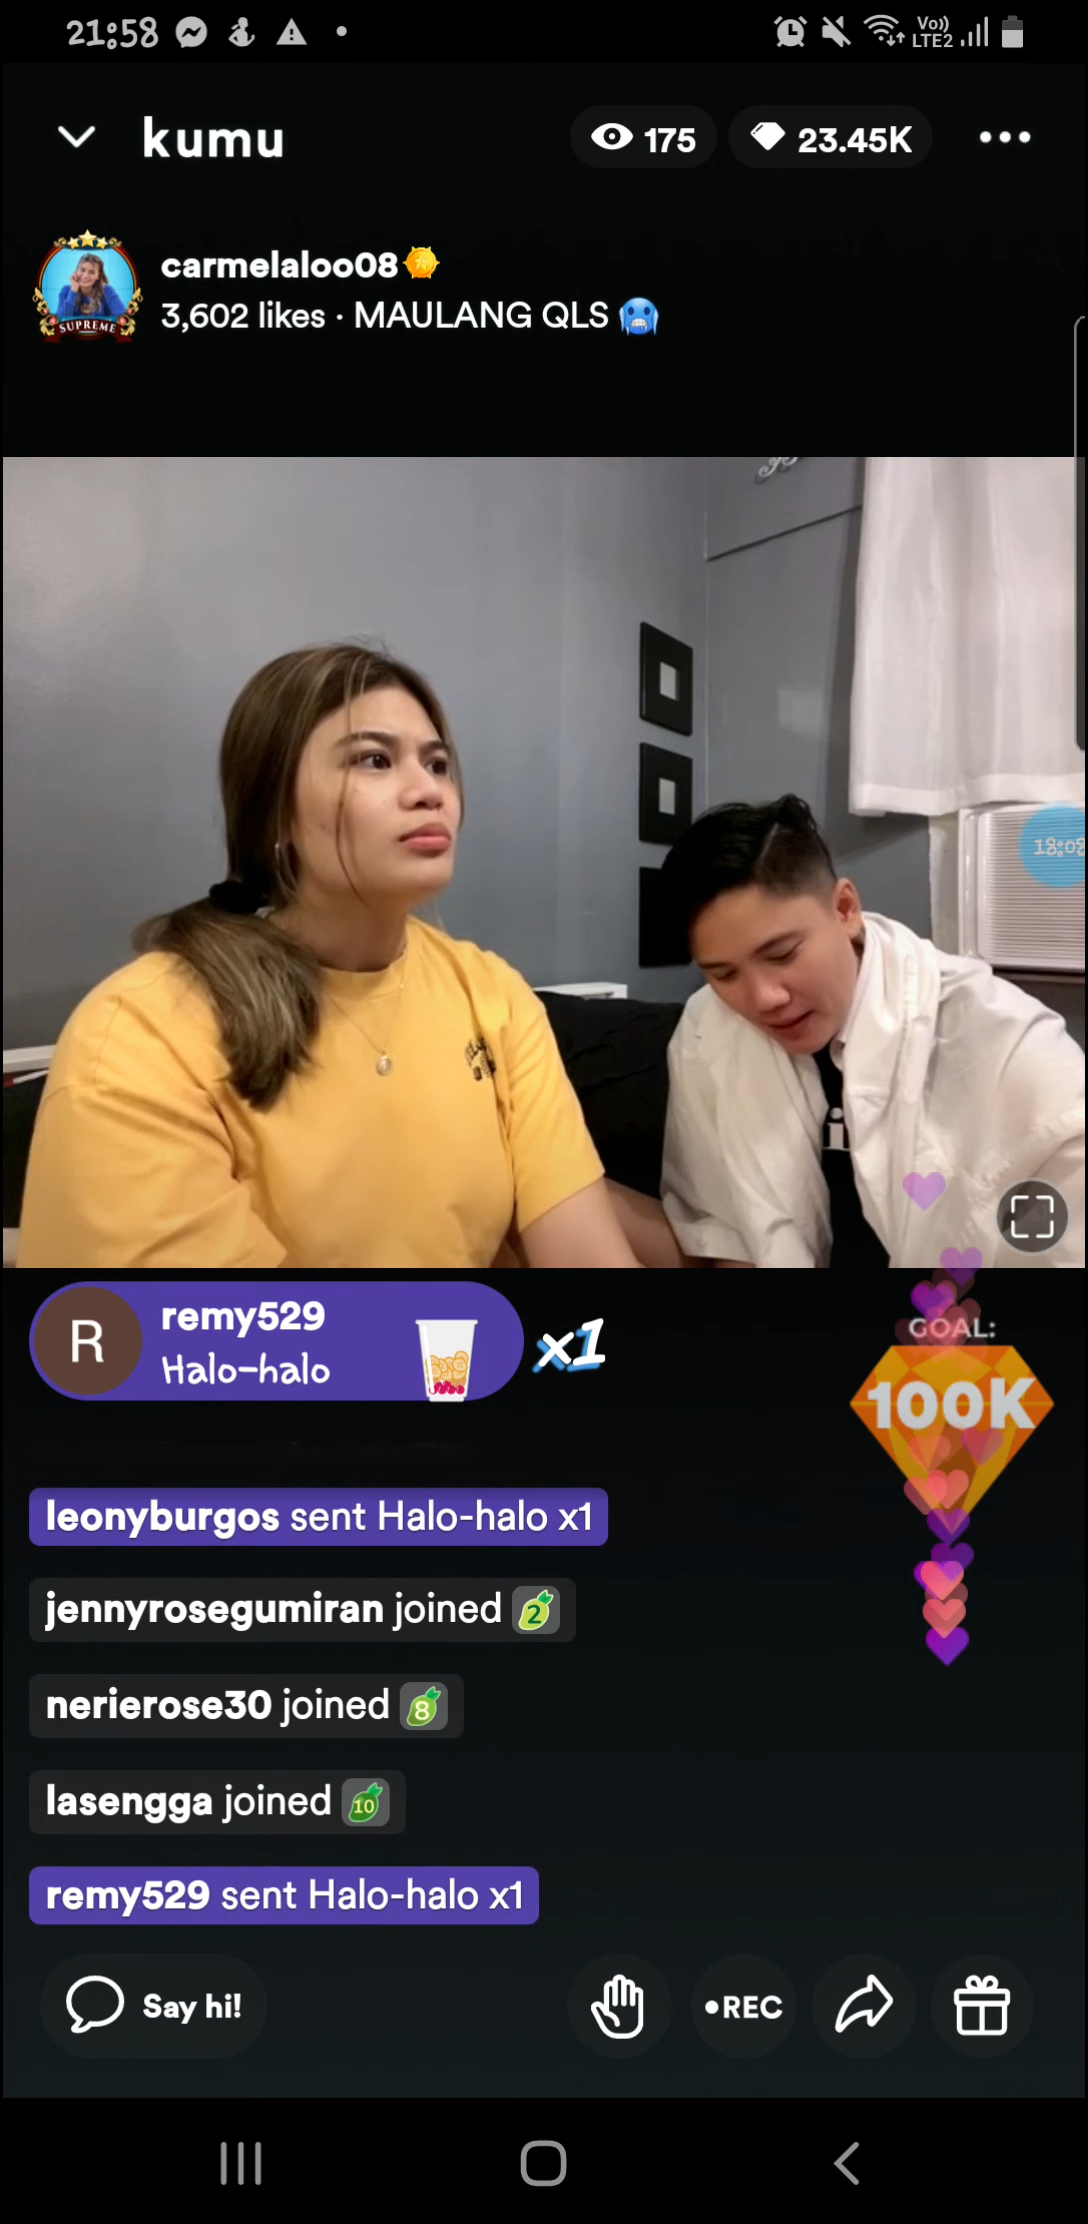 21:58
Vo))
LTE2
kumu
175
23.45K
carmelaloo08
SUPREME
3,602 likes · MAULANG QLS
18:08
R
remy529
Halo-halo
x1
GOAL:
100K
leonyburgos sent Halo-halo x1
jennyrosegumiran joined 2
nerierose30 joined 8
lasengga joined 10
remy529 sent Halo-halo x1
Say hi!
•REC